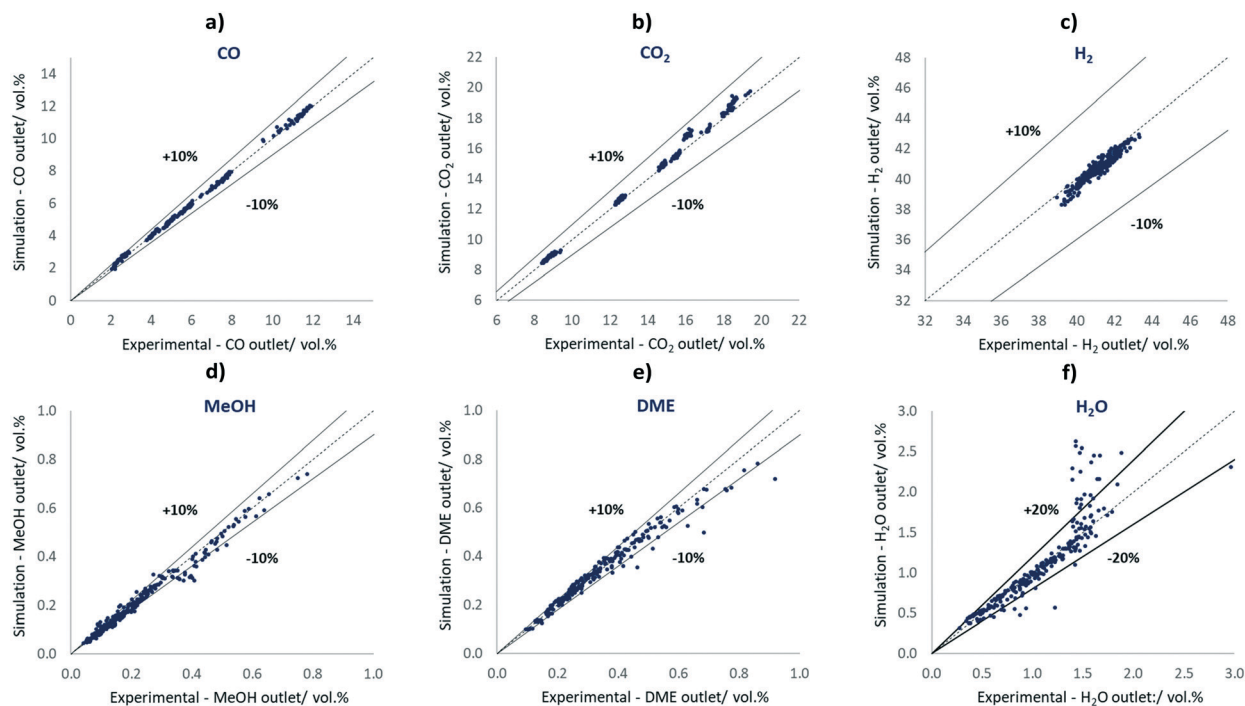 a)
CO
Simulation - CO outlet/ vol.%
14
12
10
8
6
4
2
0
+10%
-10%
0 2 4 6 8 10 12 14
Experimental - CO outlet/ vol.%
b)
CO₂
Simulation - CO₂ outlet/ vol.%
22
20
18
16
14
12
10
8
6
+10%
-10%
6 8 10 12 14 16 18 20 22
Experimental - CO₂ outlet/ vol.%
c)
H₂
Simulation - H₂ outlet/ vol.%
48
46
44
42
40
38
36
34
32
+10%
-10%
32 34 36 38 40 42 44 46 48
Experimental - H₂ outlet/ vol.%
d)
MeOH
Simulation - MeOH outlet/ vol.%
1.0
0.8
0.6
0.4
0.2
0.0
+10%
-10%
0.0 0.2 0.4 0.6 0.8 1.0
Experimental - MeOH outlet/ vol.%
e)
DME
Simulation - DME outlet/ vol.%
1.0
0.8
0.6
0.4
0.2
0.0
+10%
-10%
0.0 0.2 0.4 0.6 0.8 1.0
Experimental - DME outlet/ vol.%
f)
H₂O
Simulation - H₂O outlet/ vol.%
3.0
2.5
2.0
1.5
1.0
0.5
0.0
+20%
-20%
0.0 0.5 1.0 1.5 2.0 2.5 3.0
Experimental - H₂O outlet:/ vol.%